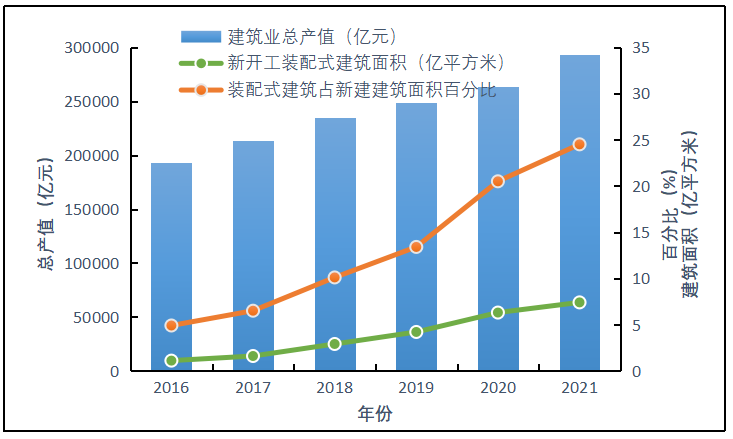 建筑业总产值（亿元）
新开工装配式建筑面积（亿平方米）
装配式建筑占新建建筑面积百分比
300000
250000
200000
150000
100000
50000
0
总产值（亿元）
35
30
25
20
15
10
5
0
百分比（%）
建筑面积（亿平方米）
2016 2017 2018 2019 2020 2021
年份